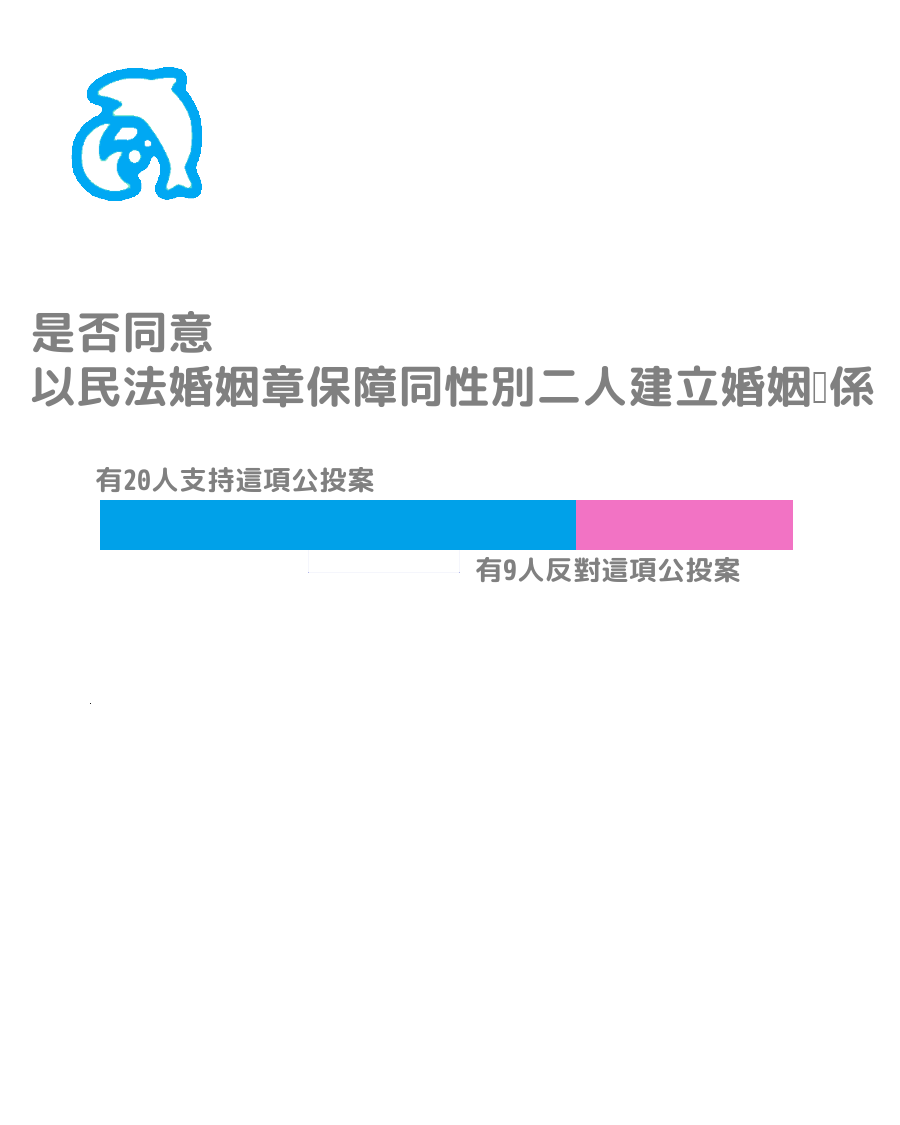 是否同意
以民法婚姻章保障同性別二人建立婚姻▯係
有20人支持這項公投案
有9人反對這項公投案